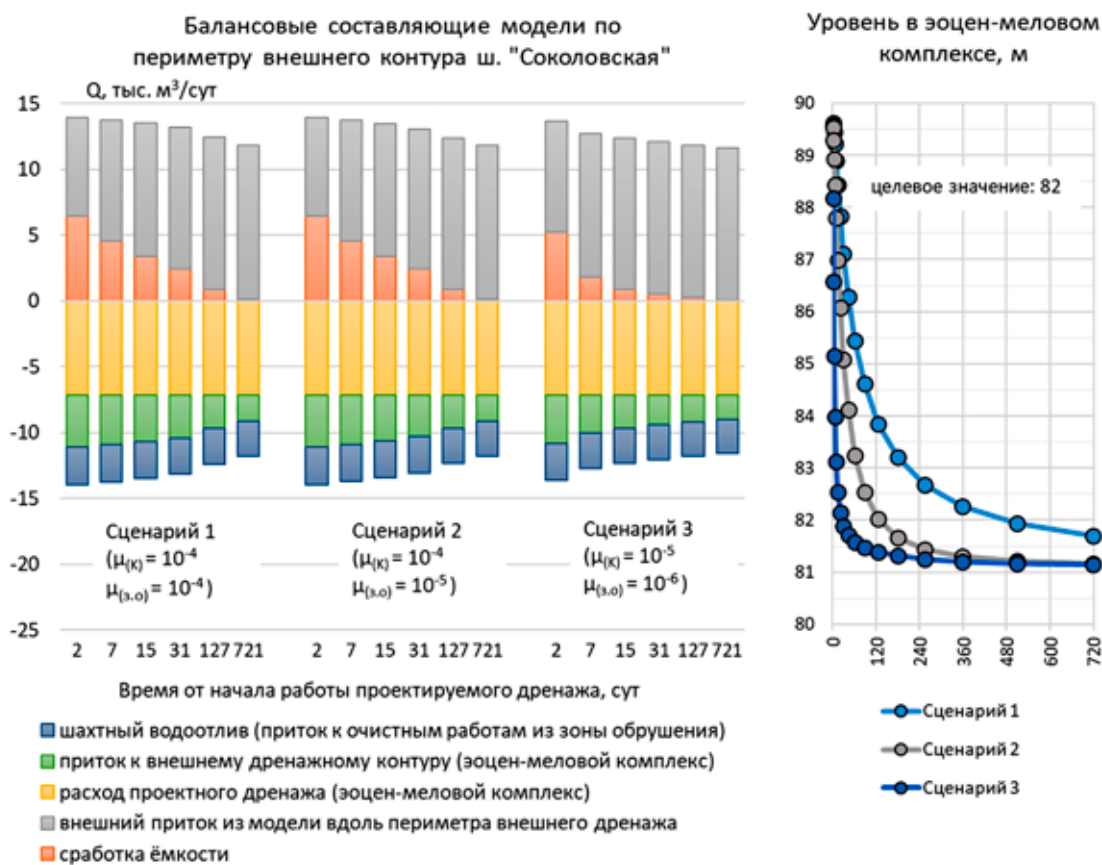 Балансовые составляющие модели по
периметру внешнего контура ш. "Соколовская"
Q, тыс. м³/сут
15
10
5
0
-5
-10
-15
-20
-25
Сценарий 1
(μ(К) = 10⁻⁴
μ(з.о) = 10⁻⁴)
Сценарий 2
(μ(К) = 10⁻⁴
μ(з.о) = 10⁻⁵)
Сценарий 3
(μ(К) = 10⁻⁵
μ(з.о) = 10⁻⁶)
2 7 15 31 127 721 2 7 15 31 127 721 2 7 15 31 127 721
Время от начала работы проектируемого дренажа, сут
шахтный водоотлив (приток к очистным работам из зоны обрушения)
приток к внешнему дренажному контуру (эоцен-меловой комплекс)
расход проектного дренажа (эоцен-меловой комплекс)
внешний приток из модели вдоль периметра внешнего дренажа
сработка ёмкости
Уровень в эоцен-меловом
комплексе, м
90
89
88
87
86
85
84
83
82
81
80
целевое значение: 82
0 120 240 360 480 600 720
Сценарий 1
Сценарий 2
Сценарий 3